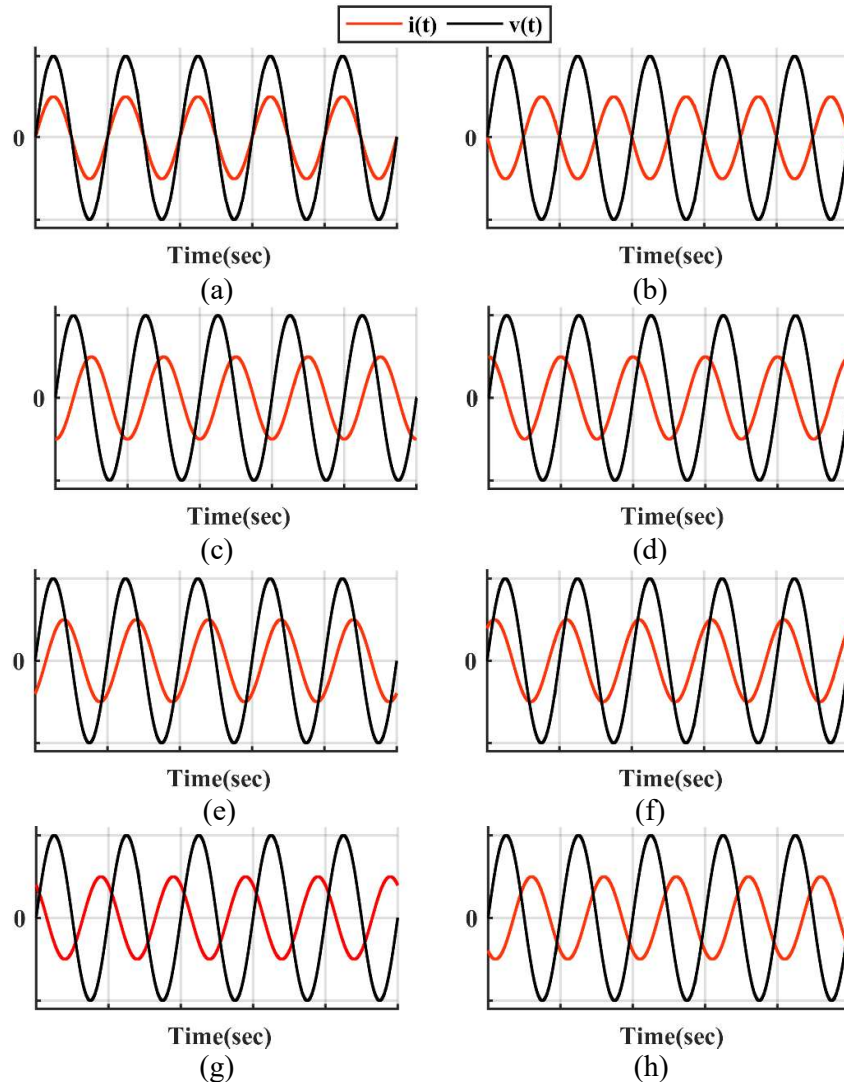 i(t) v(t)
0
0
Time(sec) Time(sec)
(a) (b)
0
0
Time(sec) Time(sec)
(c) (d)
0
0
Time(sec) Time(sec)
(e) (f)
0
0
Time(sec) Time(sec)
(g) (h)